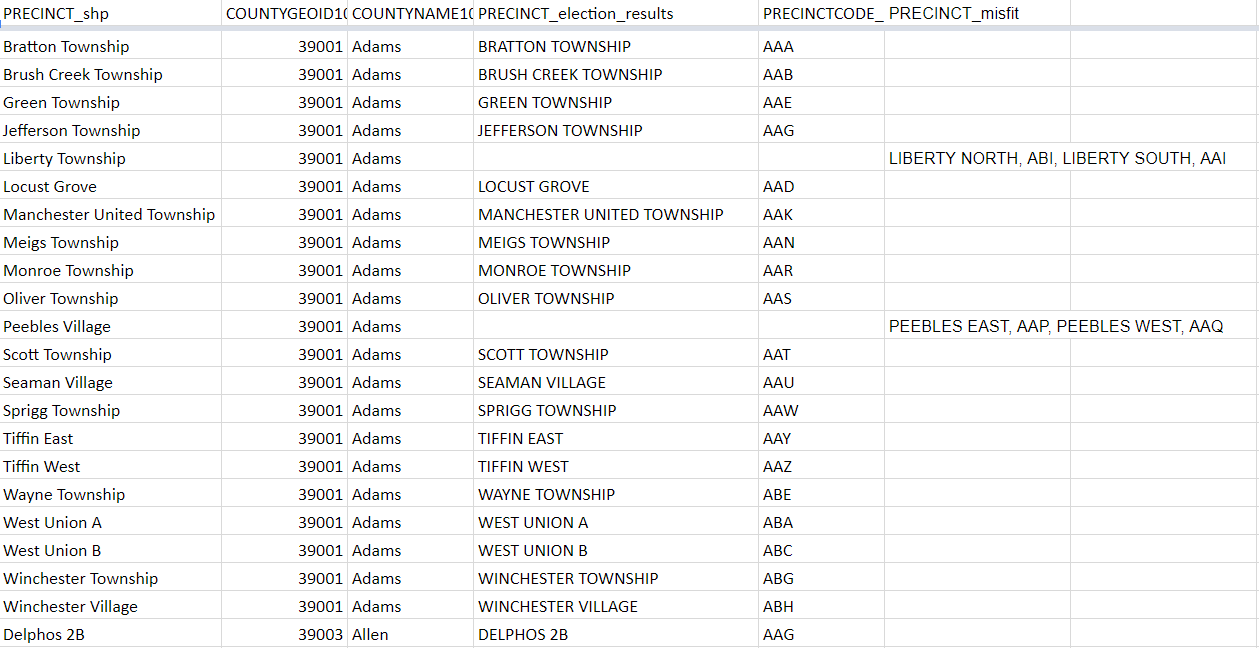 PRECINCT_shp COUNTYGEOID10 COUNTYNAME10 PRECINCT_election_results PRECINCTCODE_ PRECINCT_misfit
Bratton Township 39001 Adams BRATTON TOWNSHIP AAA
Brush Creek Township 39001 Adams BRUSH CREEK TOWNSHIP AAB
Green Township 39001 Adams GREEN TOWNSHIP AAE
Jefferson Township 39001 Adams JEFFERSON TOWNSHIP AAG
Liberty Township 39001 Adams LIBERTY NORTH, ABI, LIBERTY SOUTH, AAI
Locust Grove 39001 Adams LOCUST GROVE AAD
Manchester United Township 39001 Adams MANCHESTER UNITED TOWNSHIP AAK
Meigs Township 39001 Adams MEIGS TOWNSHIP AAN
Monroe Township 39001 Adams MONROE TOWNSHIP AAR
Oliver Township 39001 Adams OLIVER TOWNSHIP AAS
Peebles Village 39001 Adams PEEBLES EAST, AAP, PEEBLES WEST, AAQ
Scott Township 39001 Adams SCOTT TOWNSHIP AAT
Seaman Village 39001 Adams SEAMAN VILLAGE AAU
Sprigg Township 39001 Adams SPRIGG TOWNSHIP AAW
Tiffin East 39001 Adams TIFFIN EAST AAY
Tiffin West 39001 Adams TIFFIN WEST AAZ
Wayne Township 39001 Adams WAYNE TOWNSHIP ABE
West Union A 39001 Adams WEST UNION A ABA
West Union B 39001 Adams WEST UNION B ABC
Winchester Township 39001 Adams WINCHESTER TOWNSHIP ABG
Winchester Village 39001 Adams WINCHESTER VILLAGE ABH
Delphos 2B 39003 Allen DELPHOS 2B AAG